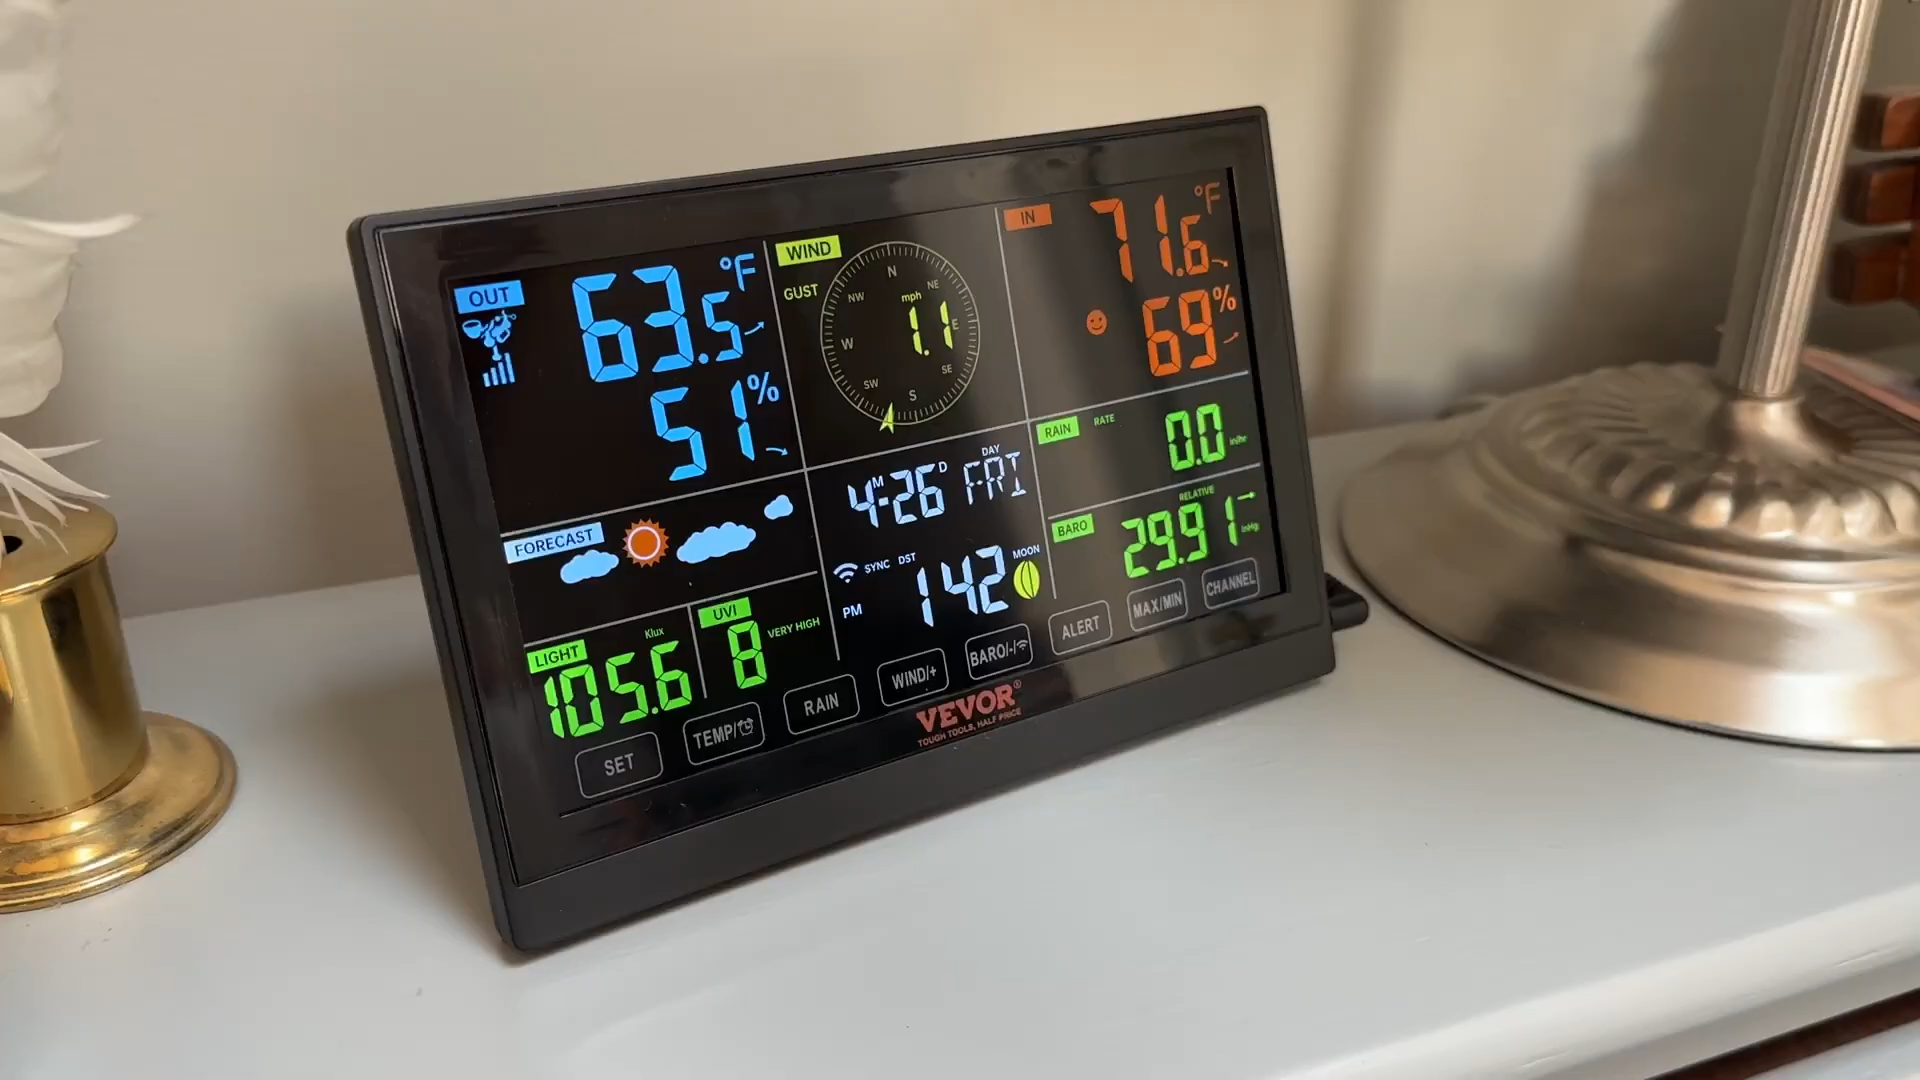 OUT
63.5 °F
51 %
WIND
GUST
N
NW NE
mph
1.1
W E
SW SE
S
IN
71.6 °F
69 %
RAIN RATE
0.0 in/hr
BARO RELATIVE
29.91 inHg
M D DAY
4-26 FRI
SYNC DST
PM 1 42 MOON
FORECAST
LIGHT Klux
105.6
UVI
8 VERY HIGH
SET TEMP/ RAIN WIND/+ BARO/-/ ALERT MAX/MIN CHANNEL
VEVOR®
TOUGH TOOLS, HALF PRICE